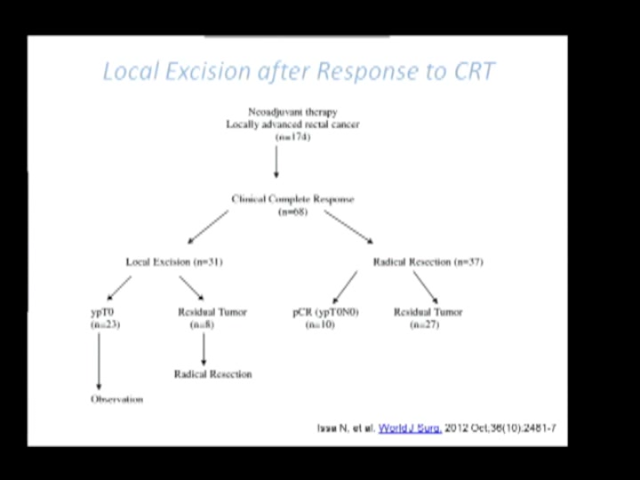 Local Excision after Response to CRT
Neoadjuvant therapy
Locally advanced rectal cancer
(n=174)
Clinical Complete Response
(n=68)
Local Excision (n=31)
Radical Resection (n=37)
ypT0
(n=23)
Residual Tumor
(n=8)
pCR (ypT0N0)
(n=10)
Residual Tumor
(n=27)
Radical Resection
Observation
Issa N, et al. World J Surg. 2012 Oct;36(10):2481-7